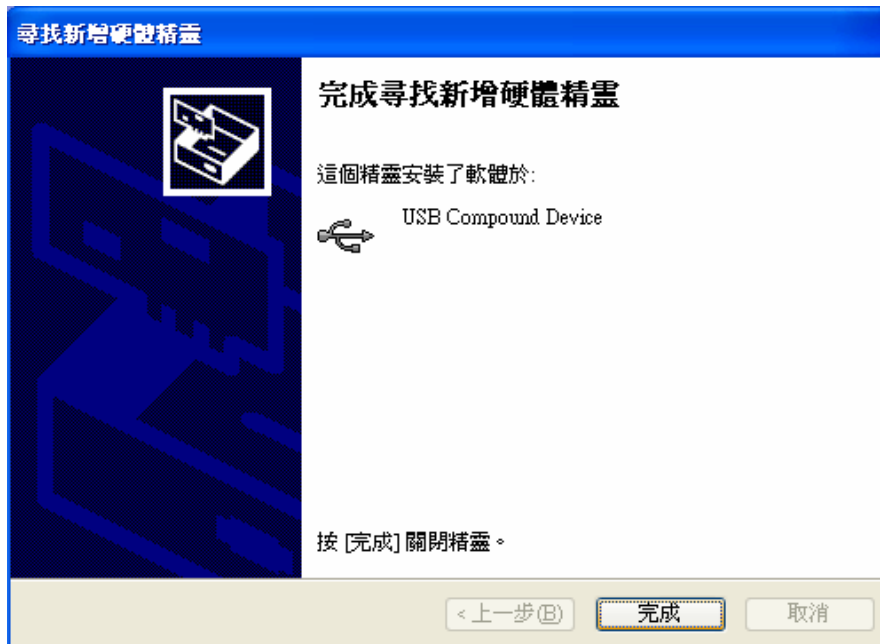 尋找新增硬體精靈
完成尋找新增硬體精靈
這個精靈安裝了軟體於:
USB Compound Device
按 [完成] 關閉精靈。
< 上一步(B)
完成
取消